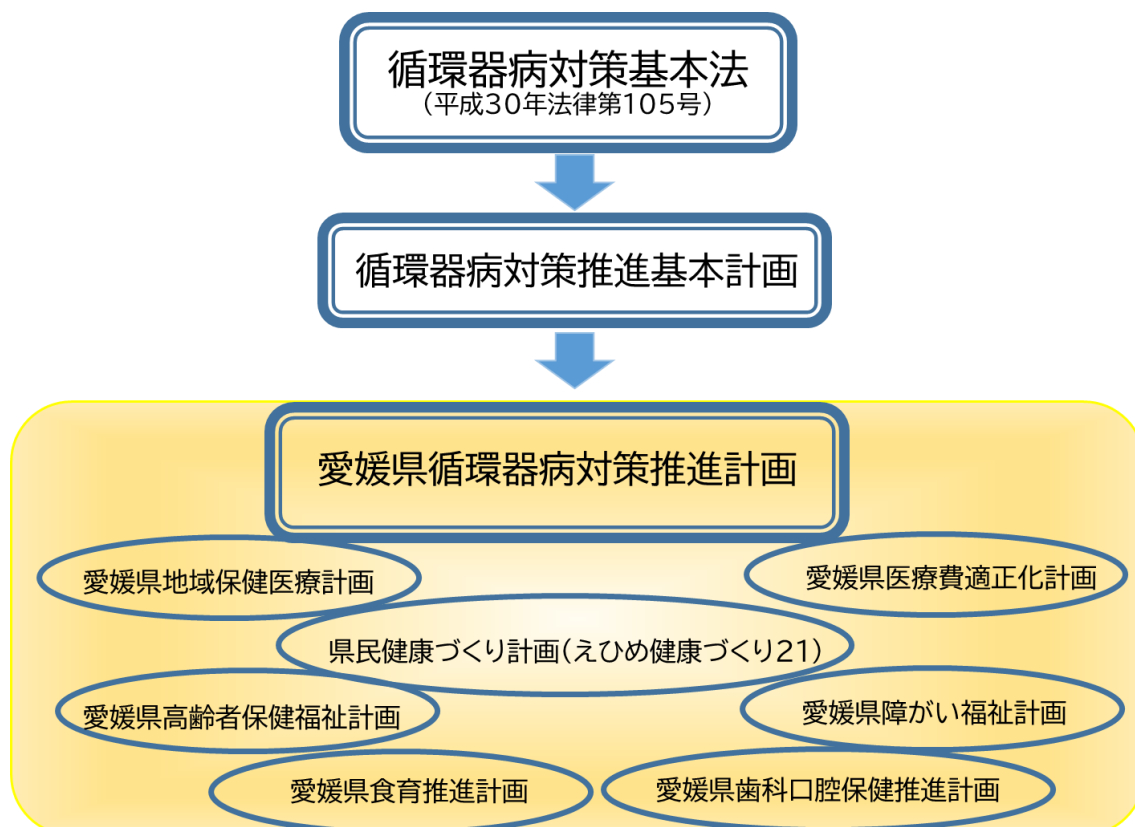 循環器病対策基本法
（平成30年法律第105号）
循環器病対策推進基本計画
愛媛県循環器病対策推進計画
愛媛県地域保健医療計画
愛媛県医療費適正化計画
県民健康づくり計画（えひめ健康づくり21）
愛媛県高齢者保健福祉計画
愛媛県障がい福祉計画
愛媛県食育推進計画
愛媛県歯科口腔保健推進計画